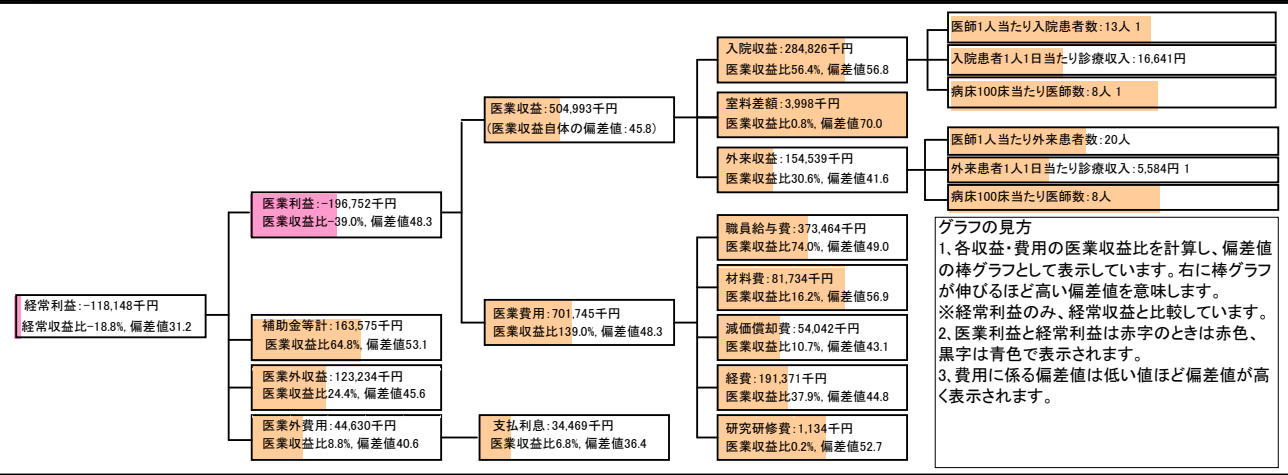 経常利益:-118,148千円
経常収益比-18.8%, 偏差値31.2
医業利益:-196,752千円
医業収益比-39.0%, 偏差値48.3
補助金等計:163,575千円
医業収益比64.8%, 偏差値53.1
医業外収益:123,234千円
医業収益比24.4%, 偏差値45.6
医業外費用:44,630千円
医業収益比8.8%, 偏差値40.6
医業収益:504,993千円
(医業収益自体の偏差値:45.8)
医業費用:701,745千円
医業収益比139.0%, 偏差値48.3
支払利息:34,469千円
医業収益比6.8%, 偏差値36.4
入院収益:284,826千円
医業収益比56.4%, 偏差値56.8
室料差額:3,998千円
医業収益比0.8%, 偏差値70.0
外来収益:154,539千円
医業収益比30.6%, 偏差値41.6
職員給与費:373,464千円
医業収益比74.0%, 偏差値49.0
材料費:81,734千円
医業収益比16.2%, 偏差値56.9
減価償却費:54,042千円
医業収益比10.7%, 偏差値43.1
経費:191,371千円
医業収益比37.9%, 偏差値44.8
研究研修費:1,134千円
医業収益比0.2%, 偏差値52.7
医師1人当たり入院患者数:13人 1
入院患者1人1日当たり診療収入:16,641円
病床100床当たり医師数:8人 1
医師1人当たり外来患者数:20人
外来患者1人1日当たり診療収入:5,584円 1
病床100床当たり医師数:8人
グラフの見方
1、各収益・費用の医業収益比を計算し、偏差値
の棒グラフとして表示しています。右に棒グラフ
が伸びるほど高い偏差値を意味します。
※経常利益のみ、経常収益と比較しています。
2、医業利益と経常利益は赤字のときは赤色、
黒字は青色で表示されます。
3、費用に係る偏差値は低い値ほど偏差値が高
く表示されます。